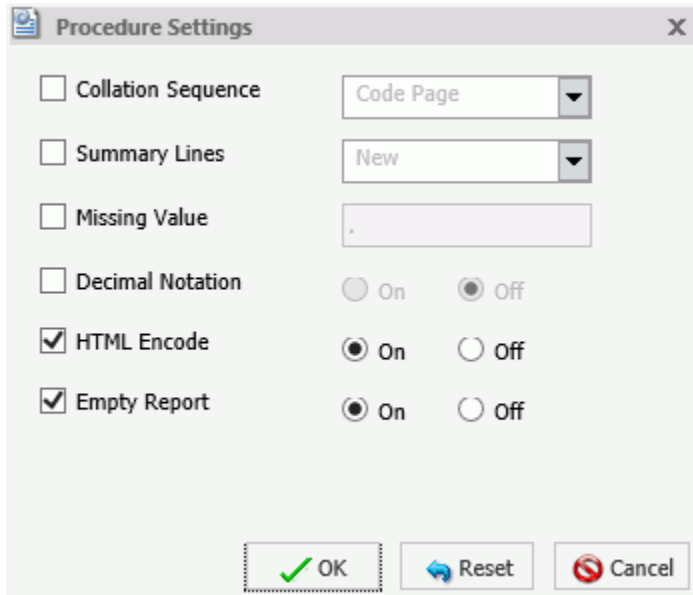 Procedure Settings X
Collation Sequence Code Page
Summary Lines New
Missing Value .
Decimal Notation On Off
HTML Encode On Off
Empty Report On Off
OK Reset Cancel